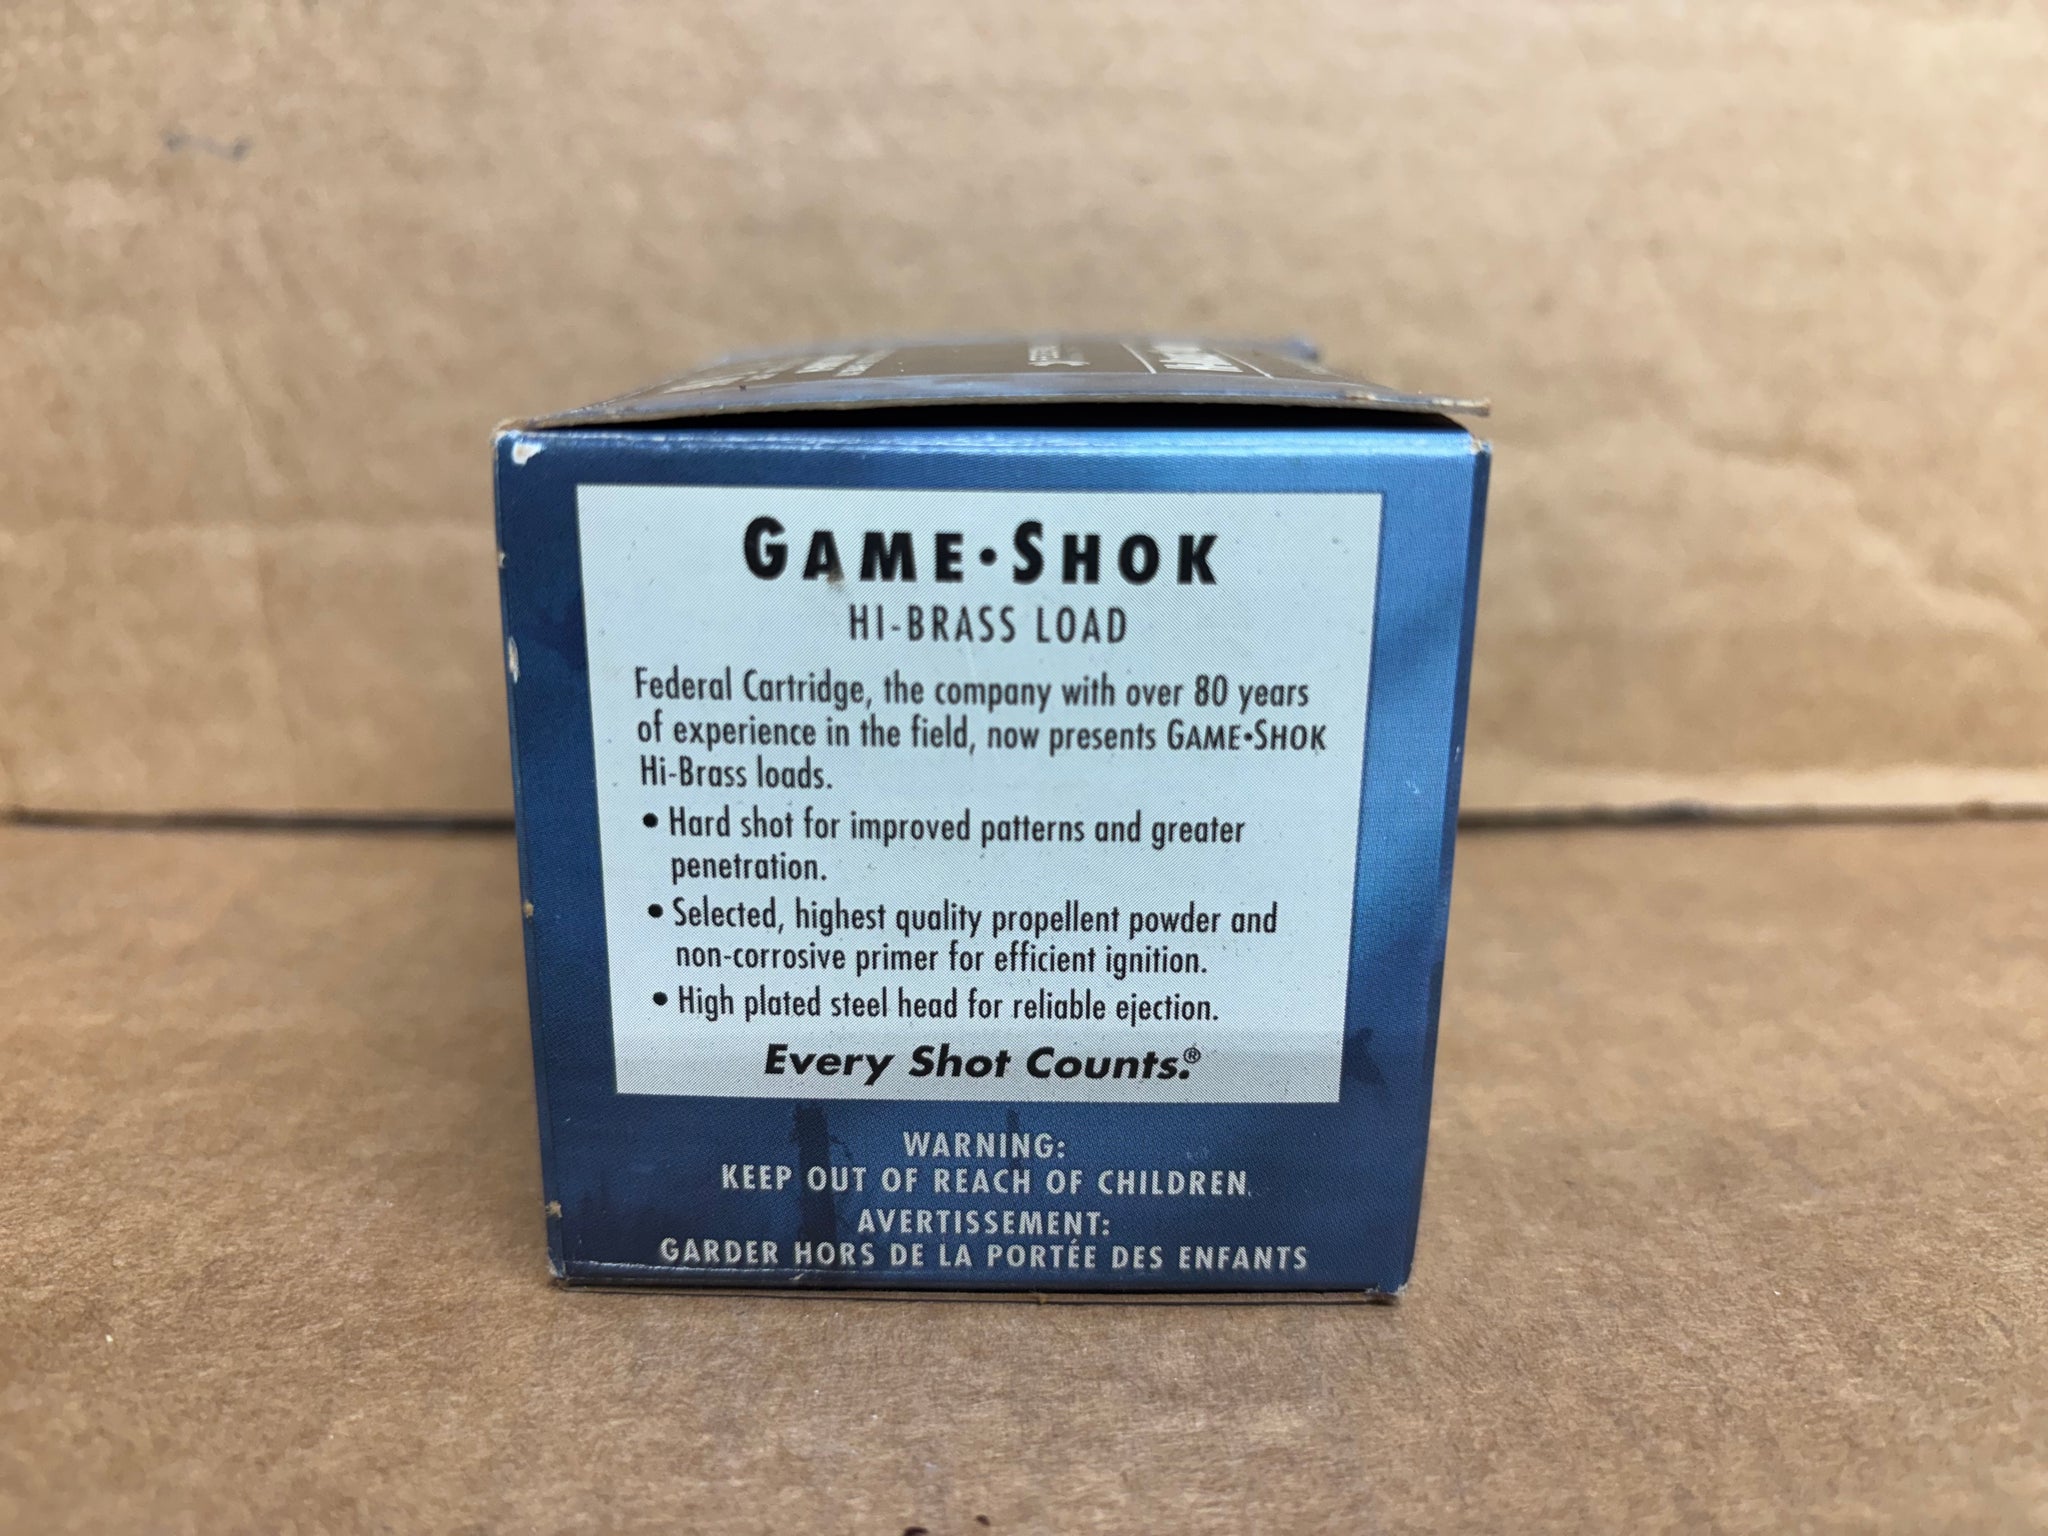 GAME•SHOK
HI-BRASS LOAD
Federal Cartridge, the company with over 80 years
of experience in the field, now presents GAME•SHOK
Hi-Brass loads.
• Hard shot for improved patterns and greater
penetration.
• Selected, highest quality propellent powder and
non-corrosive primer for efficient ignition.
• High plated steel head for reliable ejection.
Every Shot Counts.®
WARNING:
KEEP OUT OF REACH OF CHILDREN.
AVERTISSEMENT:
GARDER HORS DE LA PORTÉE DES ENFANTS